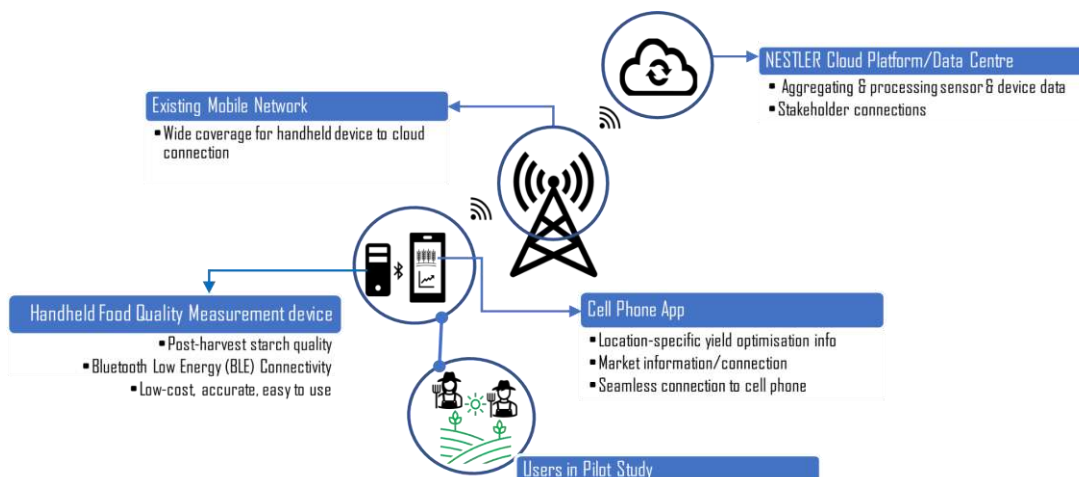 NESTLER Cloud Platform/Data Centre
▪ Aggregating & processing sensor & device data
▪ Stakeholder connections
Existing Mobile Network
▪ Wide coverage for handheld device to cloud
connection
Handheld Food Quality Measurement device
▪ Post-harvest starch quality
▪ Bluetooth Low Energy (BLE) Connectivity
▪ Low-cost, accurate, easy to use
Cell Phone App
▪ Location-specific yield optimisation info
▪ Market information/connection
▪ Seamless connection to cell phone
Users in Pilot Study